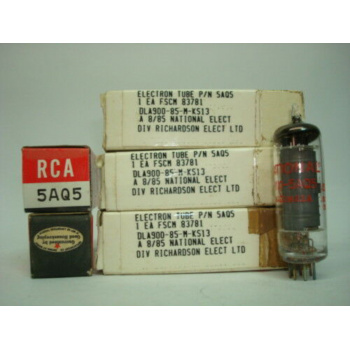 ELECTRON TUBE P/N 5AQ5
1 EA FSCM 83781
DLA900-85-M-KS13
A 8/85 NATIONAL ELECT
DIV RICHARDSON ELECT LTD
RCA
5AQ5
ELECTRON TUBE P/N 5AQ5
1 EA FSCM 83781
DLA900-85-M-KS13
A 8/85 NATIONAL ELECT
DIV RICHARDSON ELECT LTD
ELECTRON TUBE P/N 5AQ5
1 EA FSCM 83781
DLA900-85-M-KS13
A 8/85 NATIONAL ELECT
DIV RICHARDSON ELECT LTD
Good Housekeeping